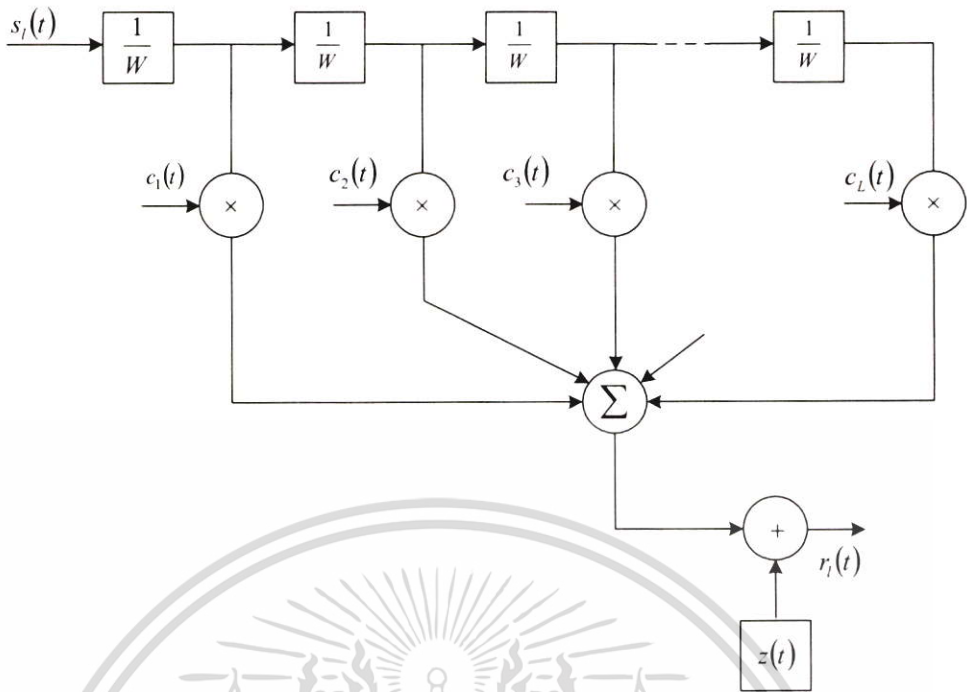 s_l(t)
1/W 1/W 1/W 1/W
c_1(t) c_2(t) c_3(t) c_L(t)
× × × ×
Σ
+
r_l(t)
z(t)